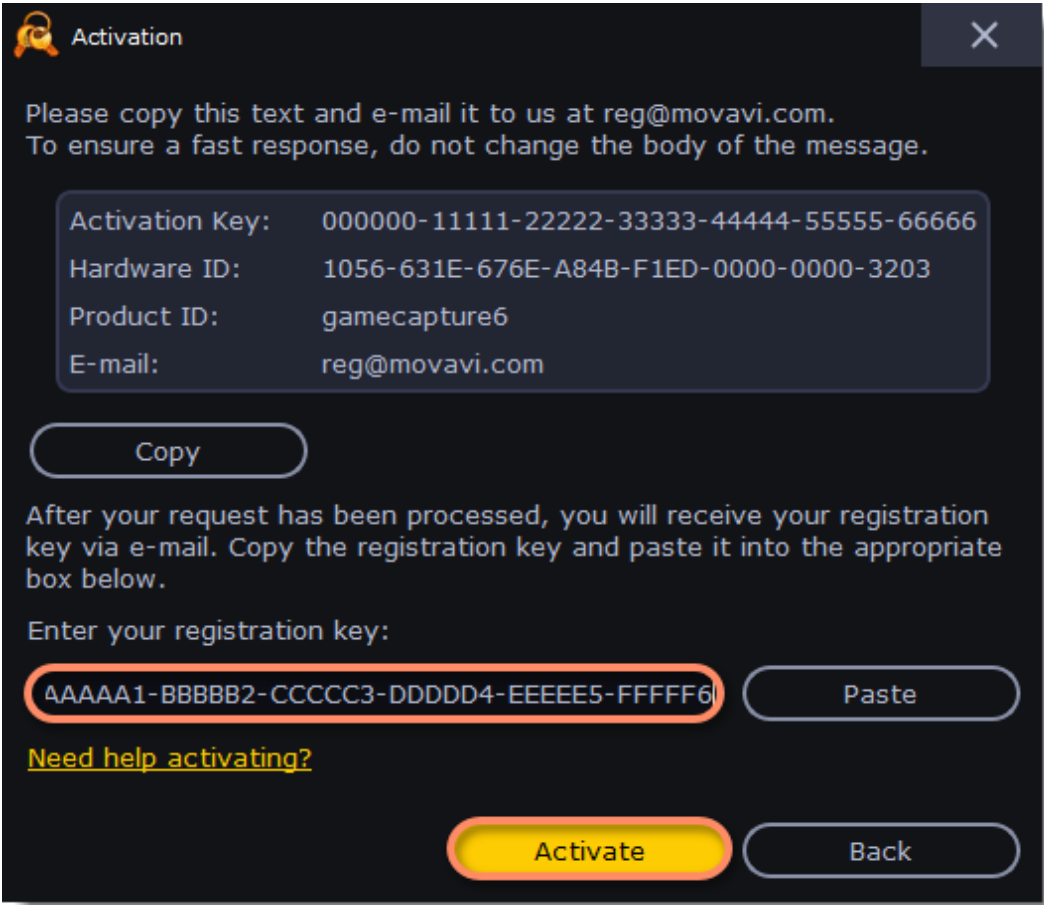 Activation
Please copy this text and e-mail it to us at reg@movavi.com.
To ensure a fast response, do not change the body of the message.
Activation Key: 000000-11111-22222-33333-44444-55555-66666
Hardware ID: 1056-631E-676E-A84B-F1ED-0000-0000-3203
Product ID: gamecapture6
E-mail: reg@movavi.com
Copy
After your request has been processed, you will receive your registration
key via e-mail. Copy the registration key and paste it into the appropriate
box below.
Enter your registration key:
AAAAA1-BBBBB2-CCCCC3-DDDDD4-EEEEE5-FFFFF6
Paste
Need help activating?
Activate
Back